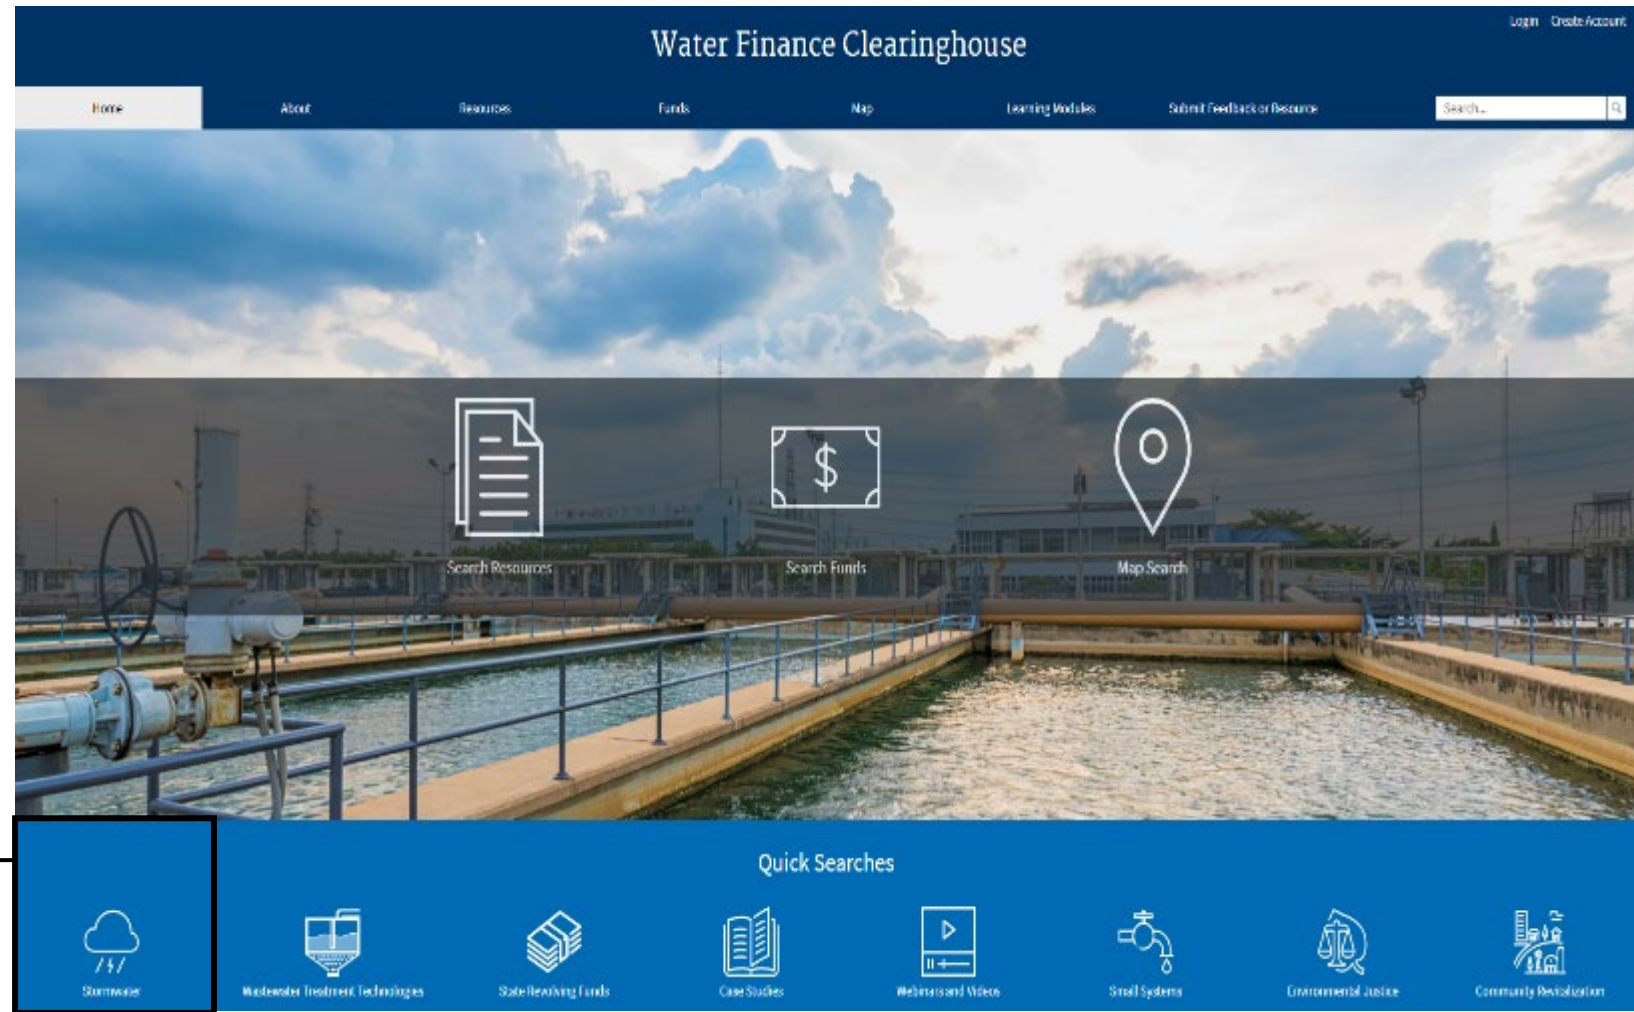 Login Create Account
Water Finance Clearinghouse
Home About Resources Funds Map Learning Modules Submit Feedback or Resource Search...
$
Search Resources Search Funds Map Search
Quick Searches
Stormwater Wastewater Treatment Technologies State Revolving Funds Case Studies Webinars and Videos Small Systems Environmental Justice Community Revitalization